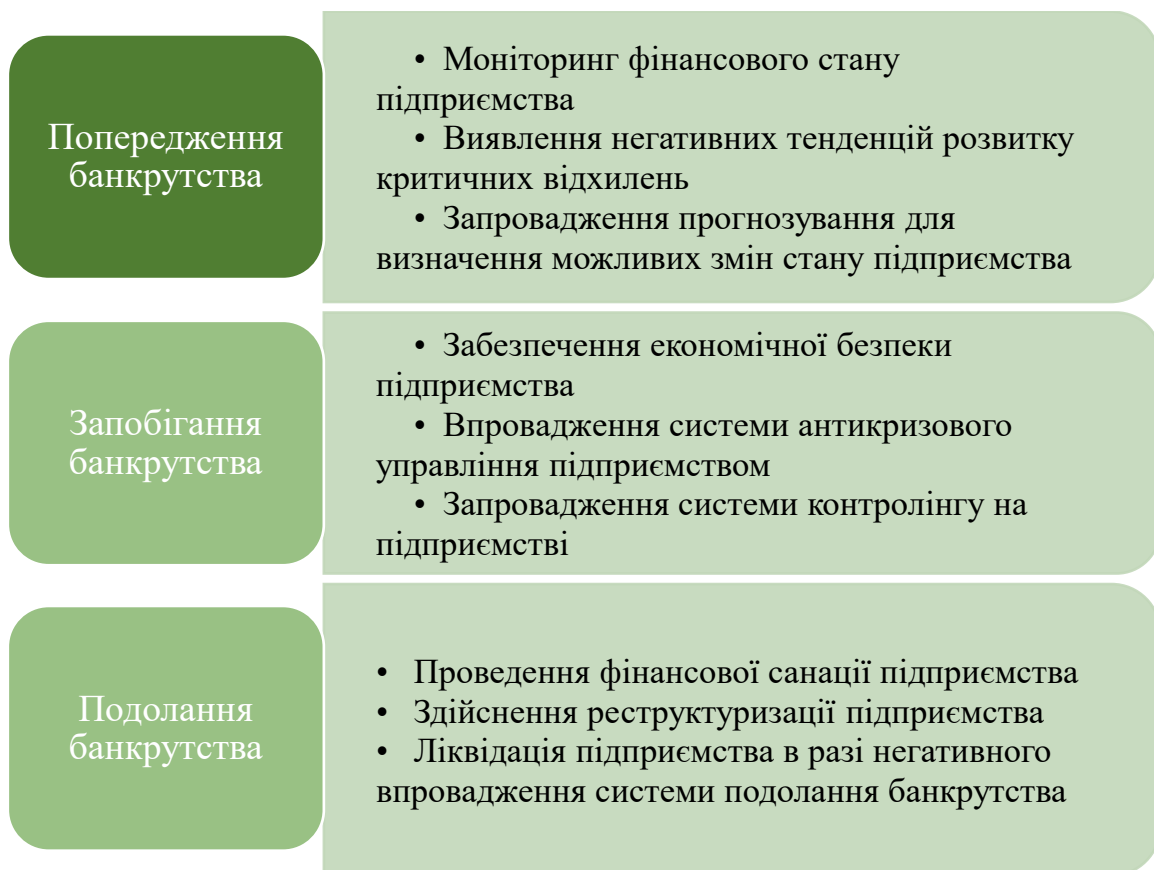 Попередження
банкрутства
• Моніторинг фінансового стану
підприємства
• Виявлення негативних тенденцій розвитку
критичних відхилень
• Запровадження прогнозування для
визначення можливих змін стану підприємства
Запобігання
банкрутства
• Забезпечення економічної безпеки
підприємства
• Впровадження системи антикризового
управління підприємством
• Запровадження системи контролінгу на
підприємстві
Подолання
банкрутства
• Проведення фінансової санації підприємства
• Здійснення реструктуризації підприємства
• Ліквідація підприємства в разі негативного
впровадження системи подолання банкрутства